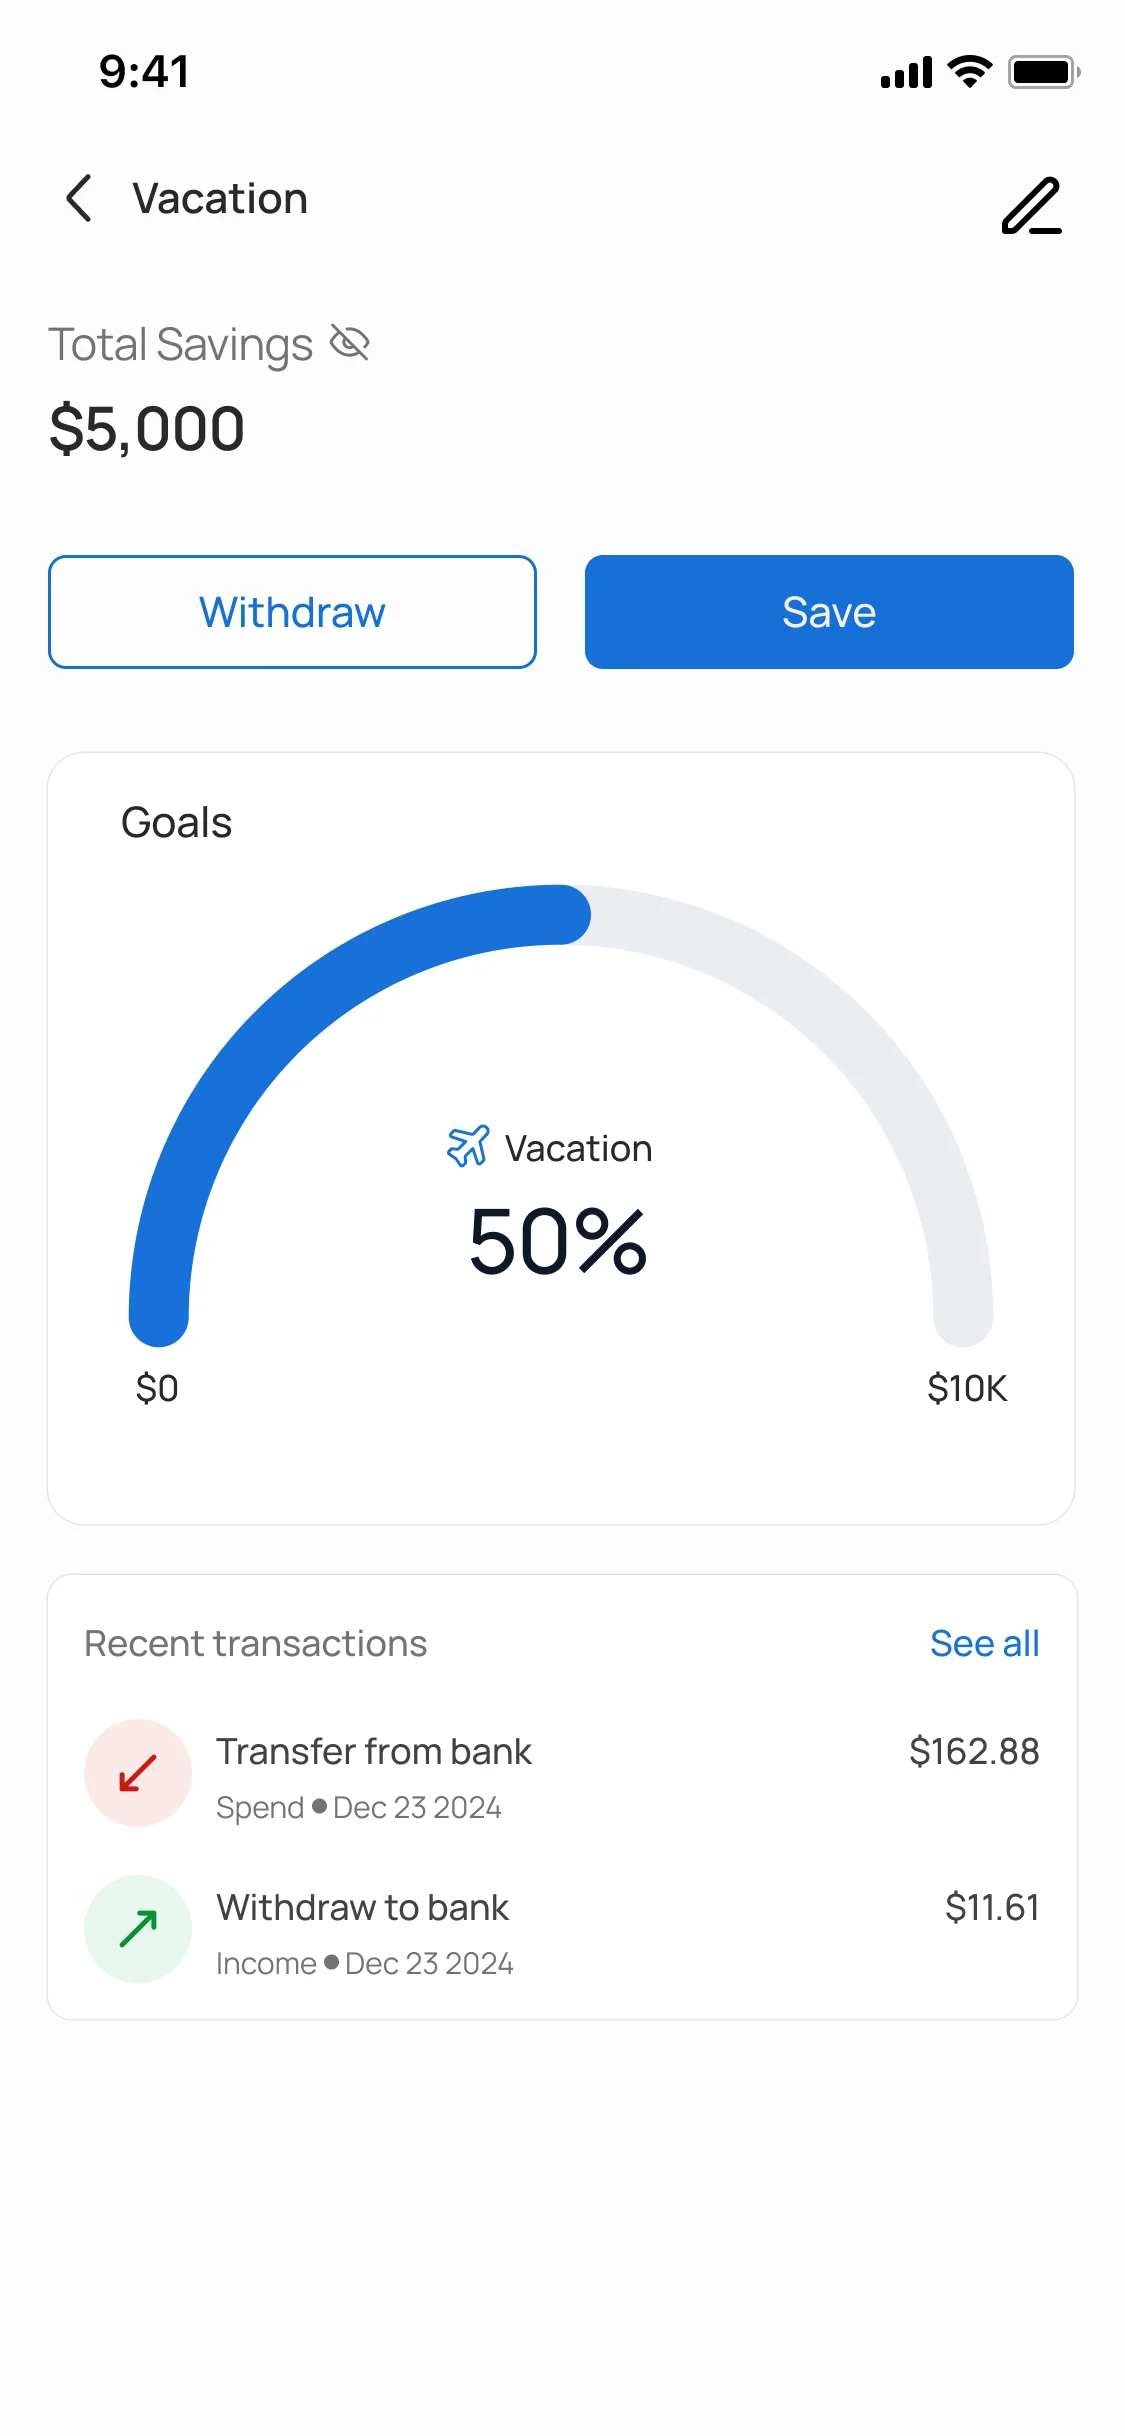 9:41
Vacation
Total Savings
$5,000
Withdraw
Save
Goals
Vacation
50%
$0
$10K
Recent transactions
See all
Transfer from bank
$162.88
Spend ● Dec 23 2024
Withdraw to bank
$11.61
Income ● Dec 23 2024